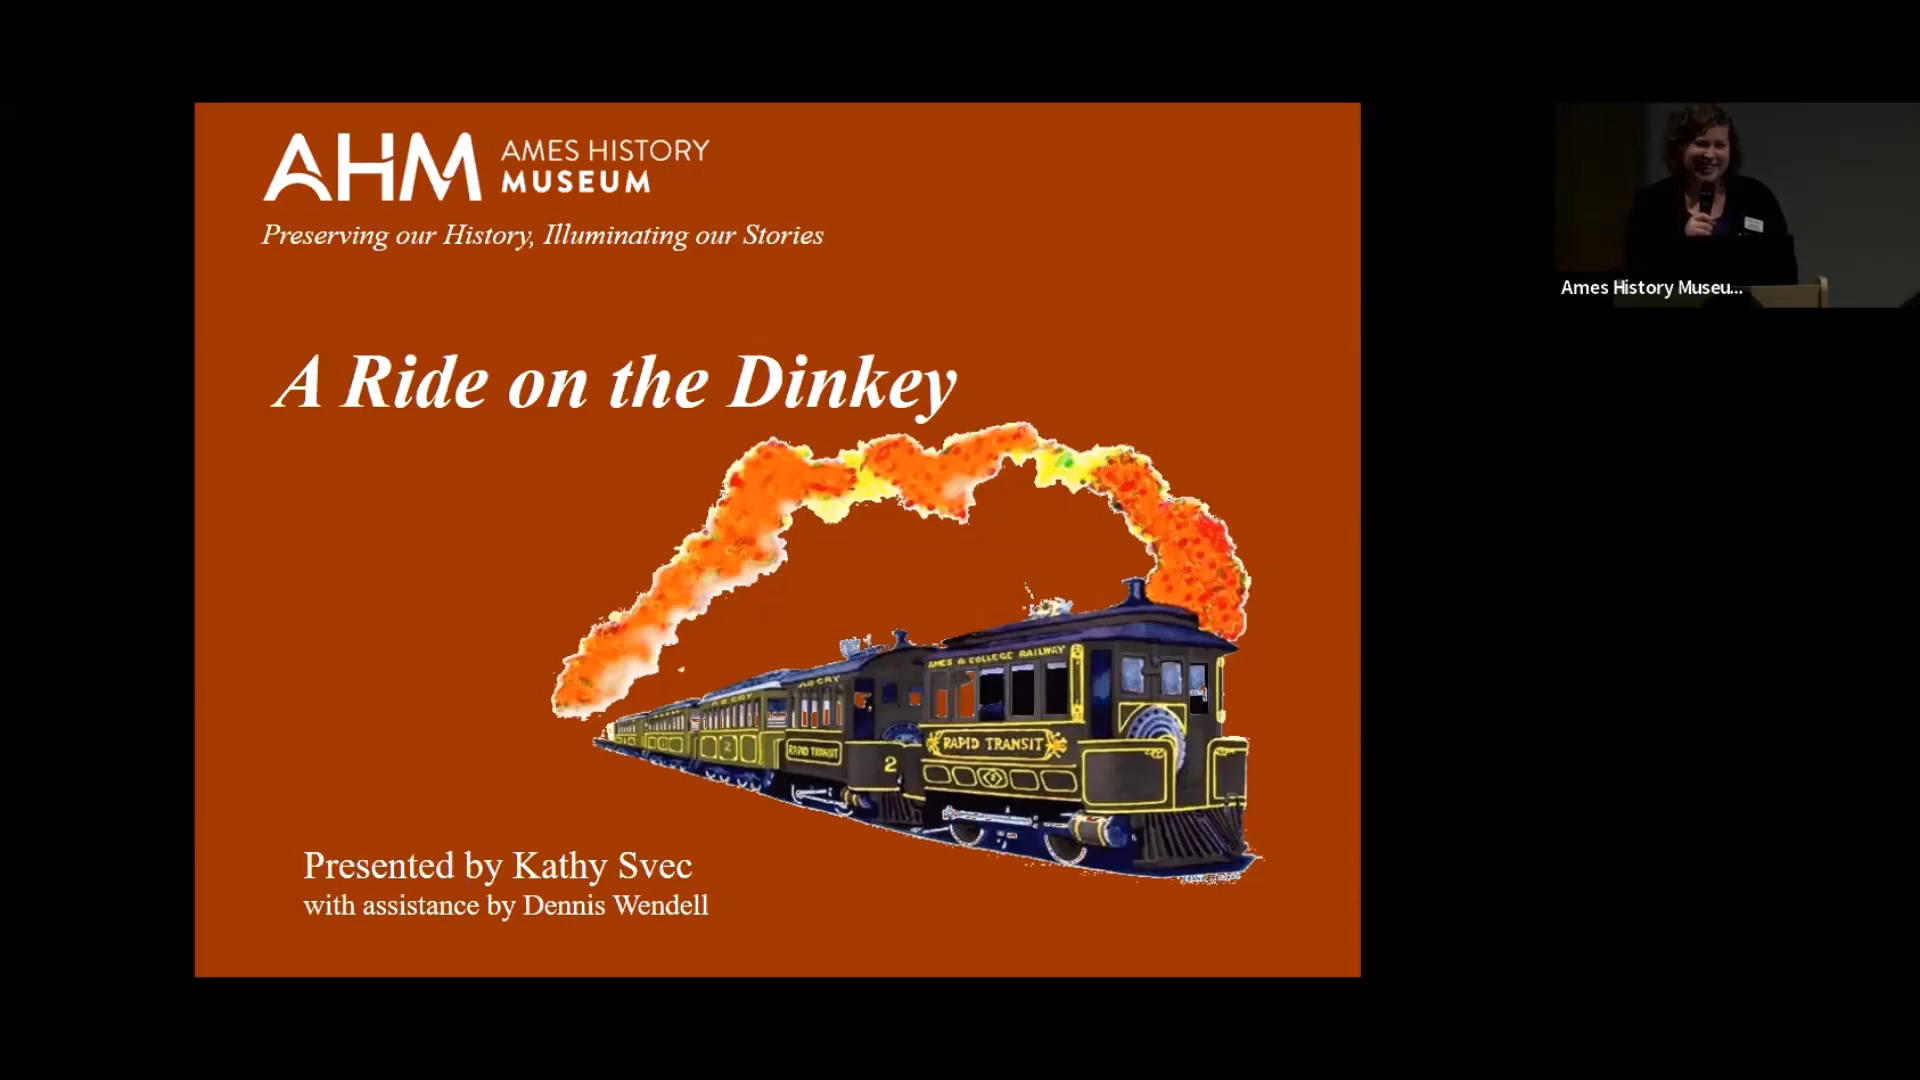 AHM
AMES HISTORY
MUSEUM
Preserving our History, Illuminating our Stories
A Ride on the Dinkey
AMES & COLLEGE RAILWAY
A & C RY
RAPID TRANSIT
RAPID TRANSIT
2
2
Presented by Kathy Svec
with assistance by Dennis Wendell
Ames History Museu...